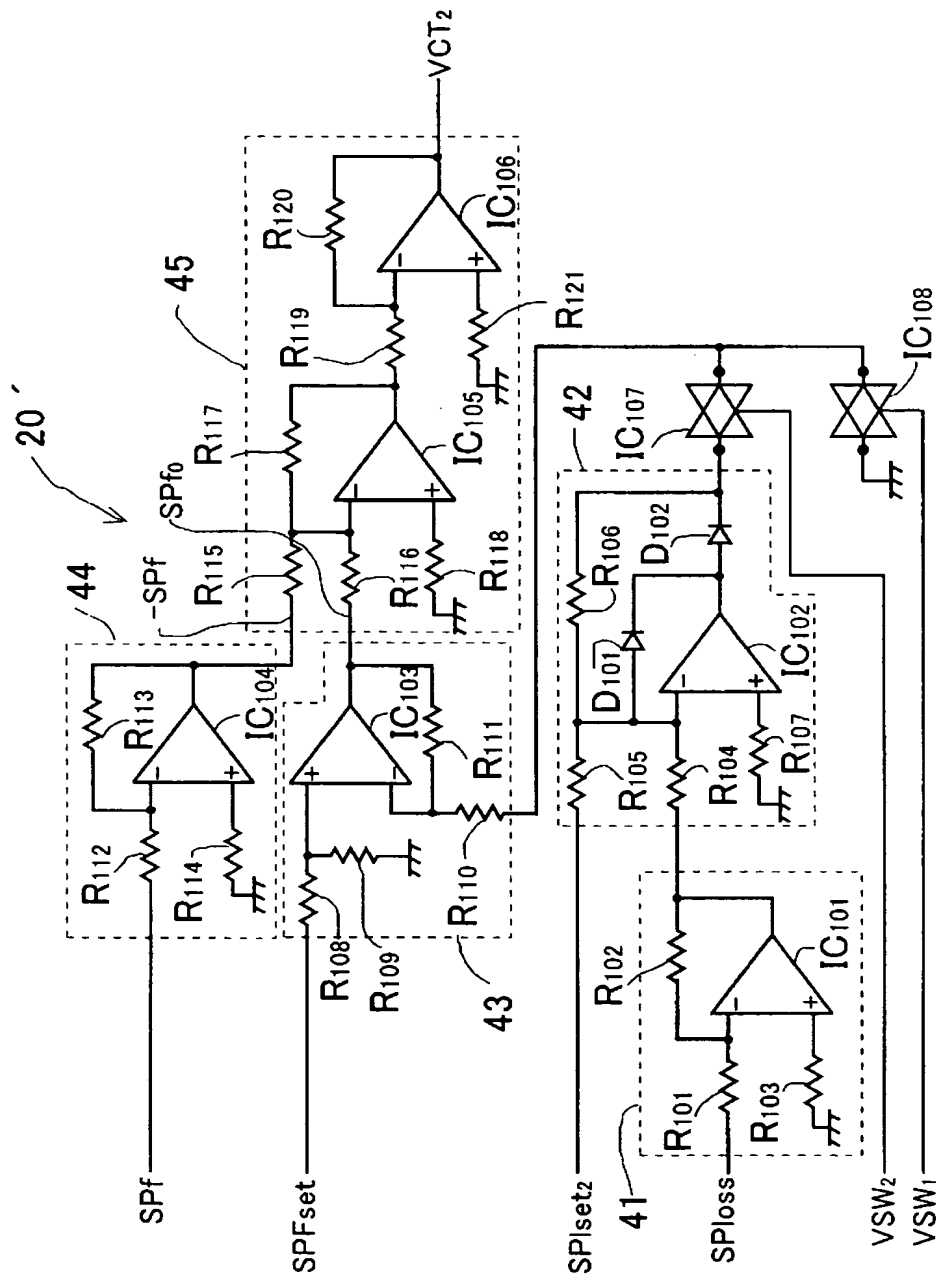 20´
44
-SPf
SPf0
45
R113
R112
R114
IC104
R115
R117
R116
R118
IC105
R119
R120
R121
IC106
VCT2
SPf
SPFset
R108
R109
43
IC103
R111
R110
42
SPlset2
R105
R106
D101
D102
R104
R107
IC102
IC107
IC108
41
R101
R102
R103
IC101
SPloss
VSW2
VSW1